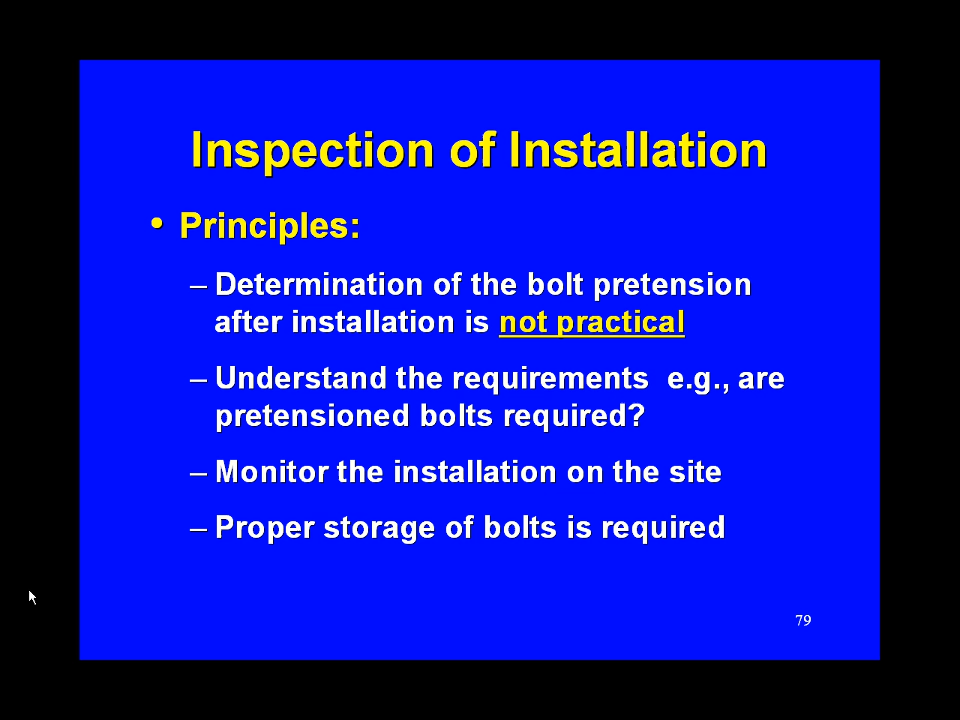 Inspection of Installation
• Principles:
– Determination of the bolt pretension
after installation is not practical
– Understand the requirements  e.g., are
pretensioned bolts required?
– Monitor the installation on the site
– Proper storage of bolts is required
79